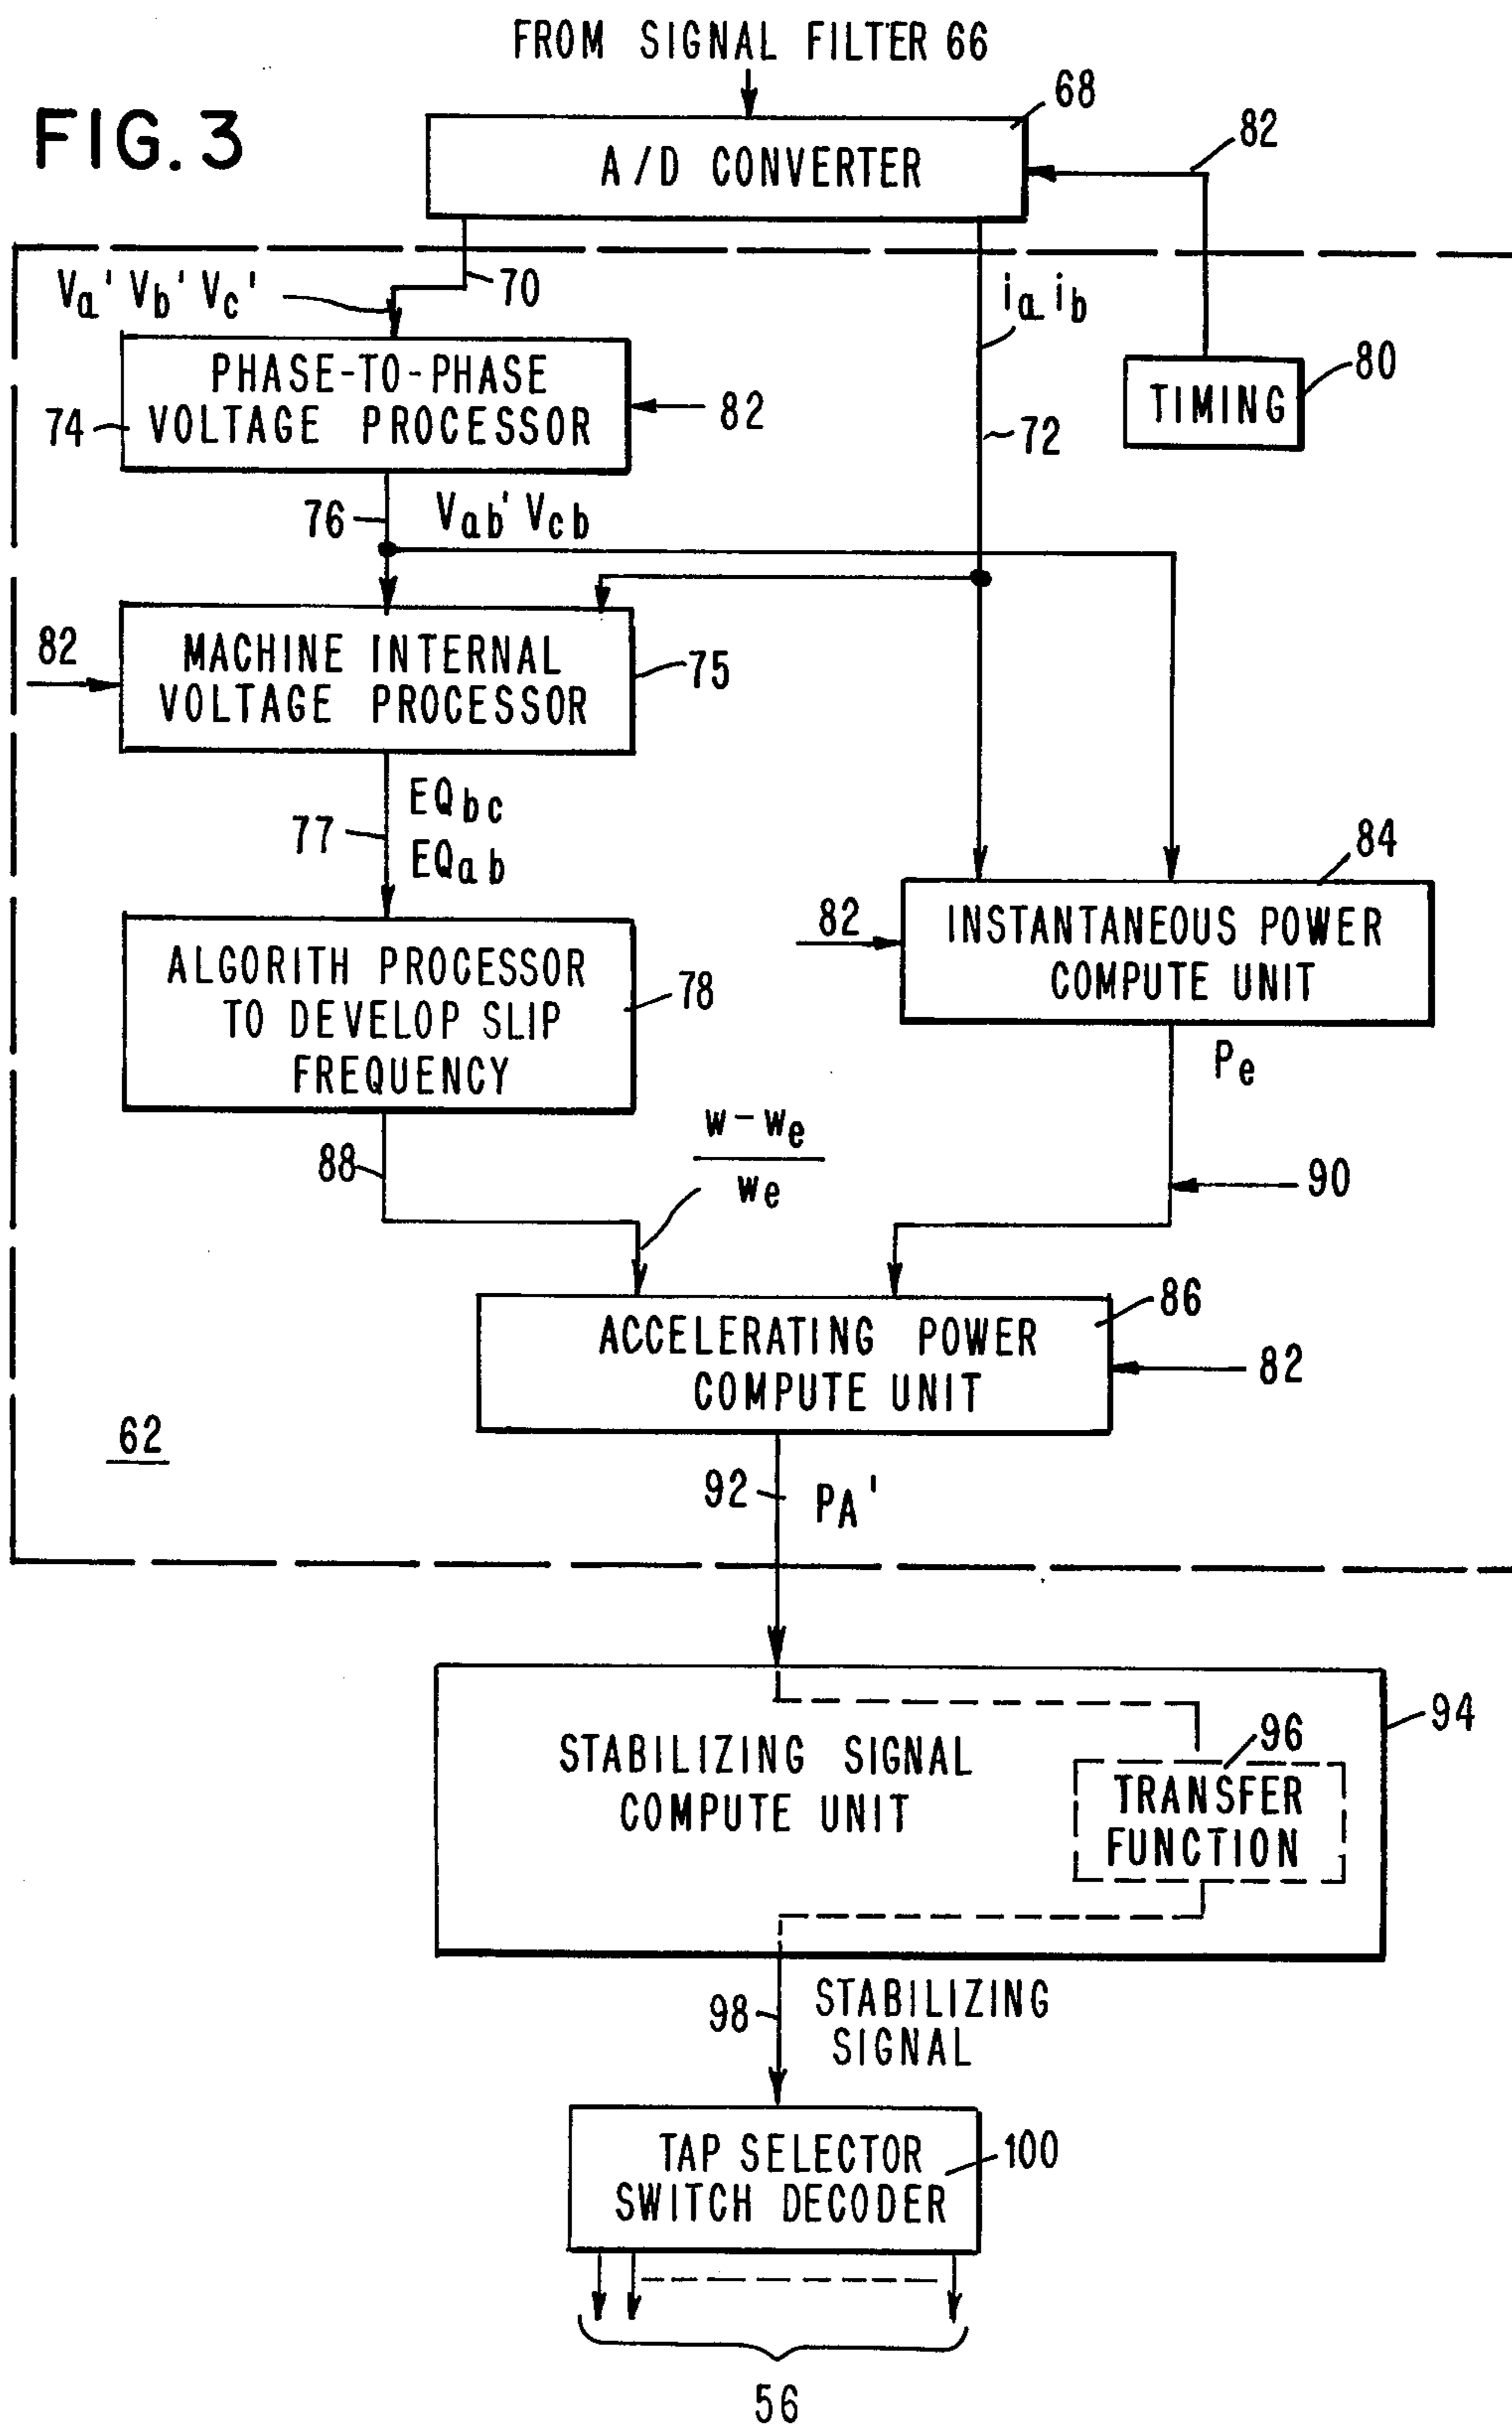 FROM SIGNAL FILTER 66
FIG. 3
68
A/D CONVERTER
82
Va' Vb' Vc'
70
ia ib
PHASE-TO-PHASE
VOLTAGE PROCESSOR
74
82
72
TIMING
80
76
Vab' Vcb
82
MACHINE INTERNAL
VOLTAGE PROCESSOR
75
77
EQbc
EQab
84
82
INSTANTANEOUS POWER
COMPUTE UNIT
ALGORITH PROCESSOR
TO DEVELOP SLIP
FREQUENCY
78
Pe
88
w-we
we
90
86
ACCELERATING POWER
COMPUTE UNIT
82
62
92
PA'
94
STABILIZING SIGNAL
COMPUTE UNIT
96
TRANSFER
FUNCTION
98
STABILIZING
SIGNAL
TAP SELECTOR
SWITCH DECODER
100
56